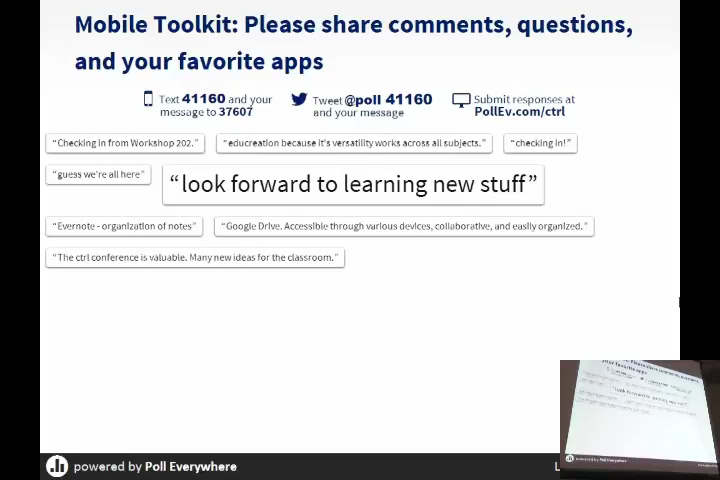 Mobile Toolkit: Please share comments, questions,
and your favorite apps
Text 41160 and your
message to 37607
Tweet @poll 41160
and your message
Submit responses at
PollEv.com/ctrl
“Checking in from Workshop 202.”
“educreation because it's versatility works across all subjects.”
“checking in!”
“guess we're all here”
“look forward to learning new stuff”
“Evernote - organization of notes”
“Google Drive. Accessible through various devices, collaborative, and easily organized.”
“The ctrl conference is valuable. Many new ideas for the classroom.”
powered by Poll Everywhere